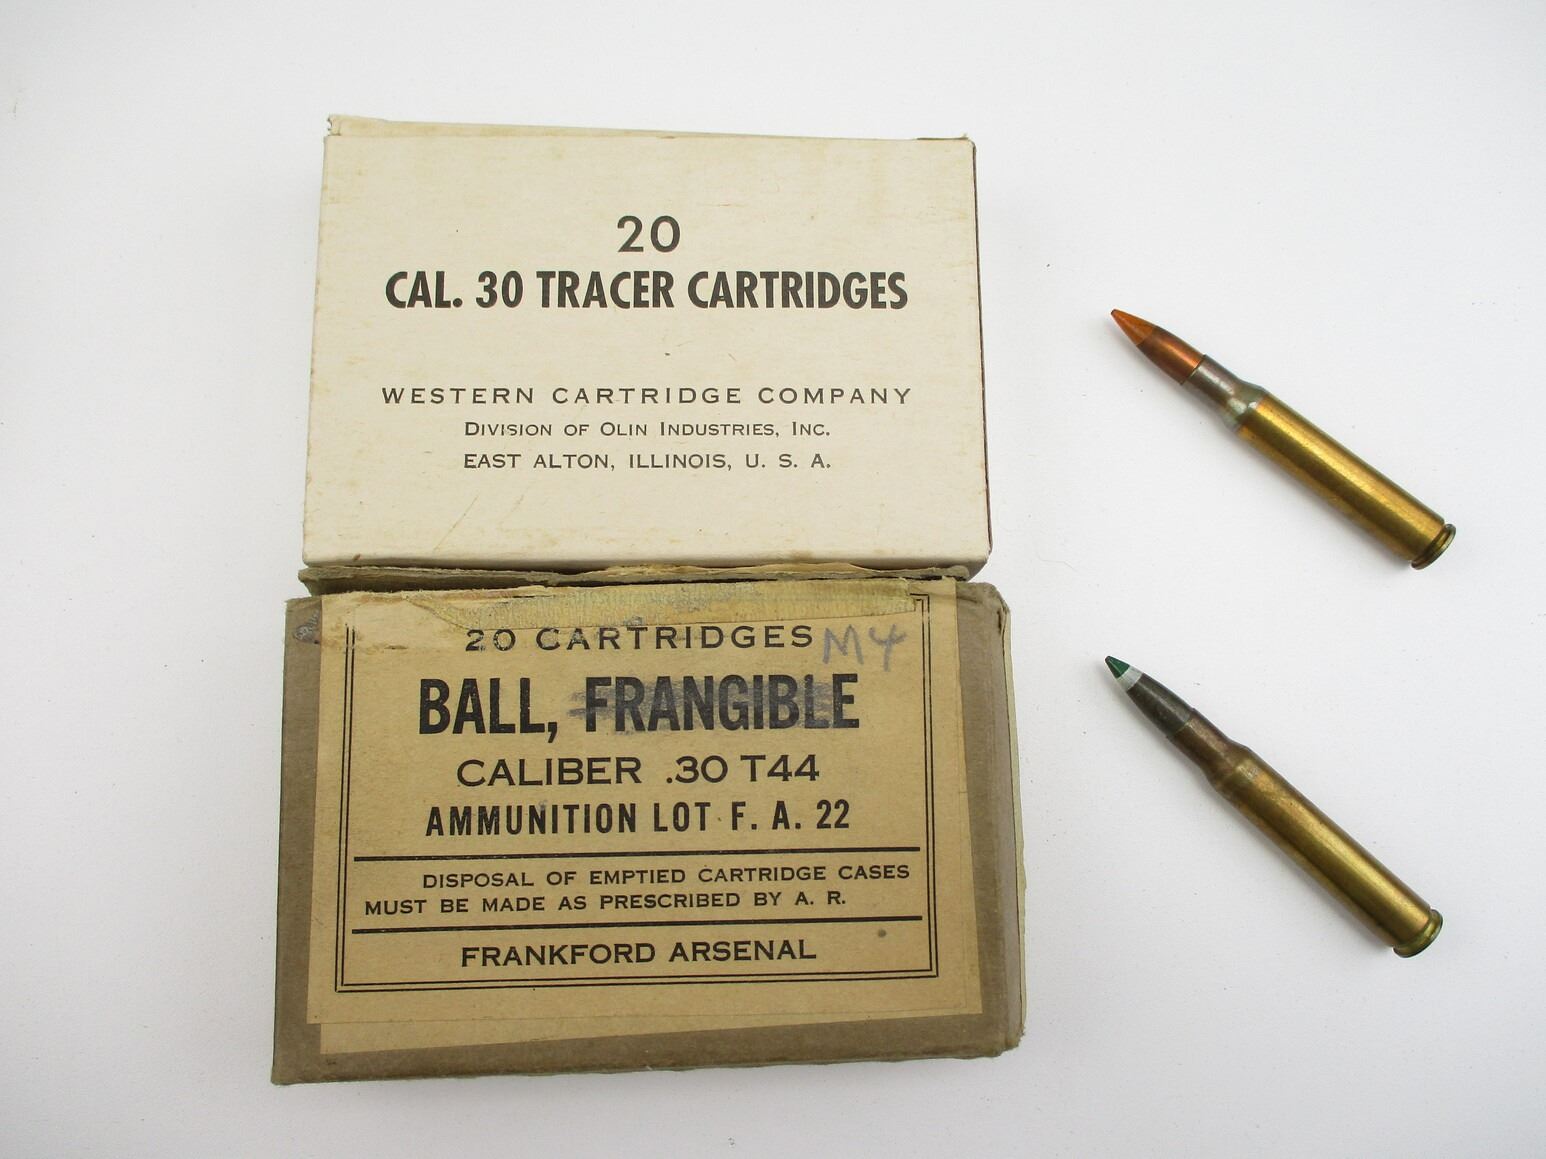 20
CAL. 30 TRACER CARTRIDGES
WESTERN CARTRIDGE COMPANY
DIVISION OF OLIN INDUSTRIES, INC.
EAST ALTON, ILLINOIS, U. S. A.
20 CARTRIDGES M4
BALL, FRANGIBLE
CALIBER .30 T44
AMMUNITION LOT F. A. 22
DISPOSAL OF EMPTIED CARTRIDGE CASES
MUST BE MADE AS PRESCRIBED BY A. R.
FRANKFORD ARSENAL